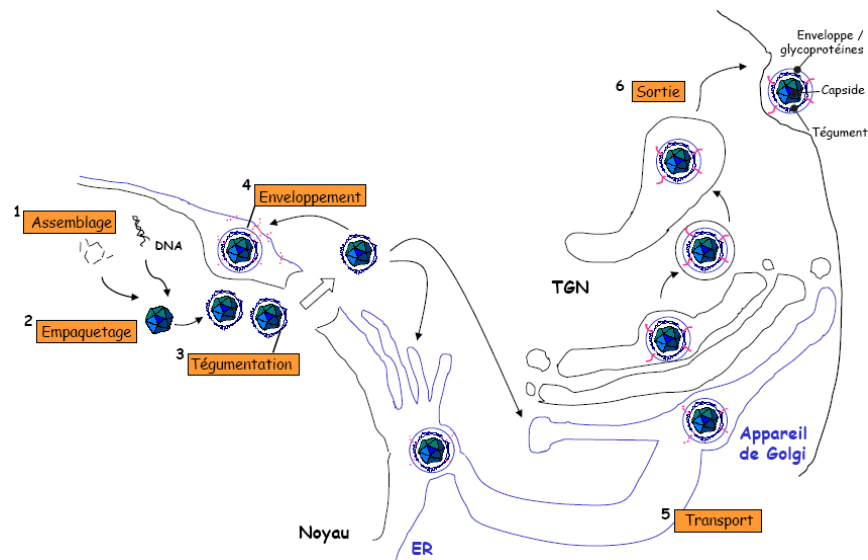 1 Assemblage
DNA
2 Empaquetage
3 Tégumentation
4 Enveloppement
Noyau
ER
5 Transport
Appareil
de Golgi
TGN
6 Sortie
Enveloppe /
glycoprotéines
Capside
Tégument